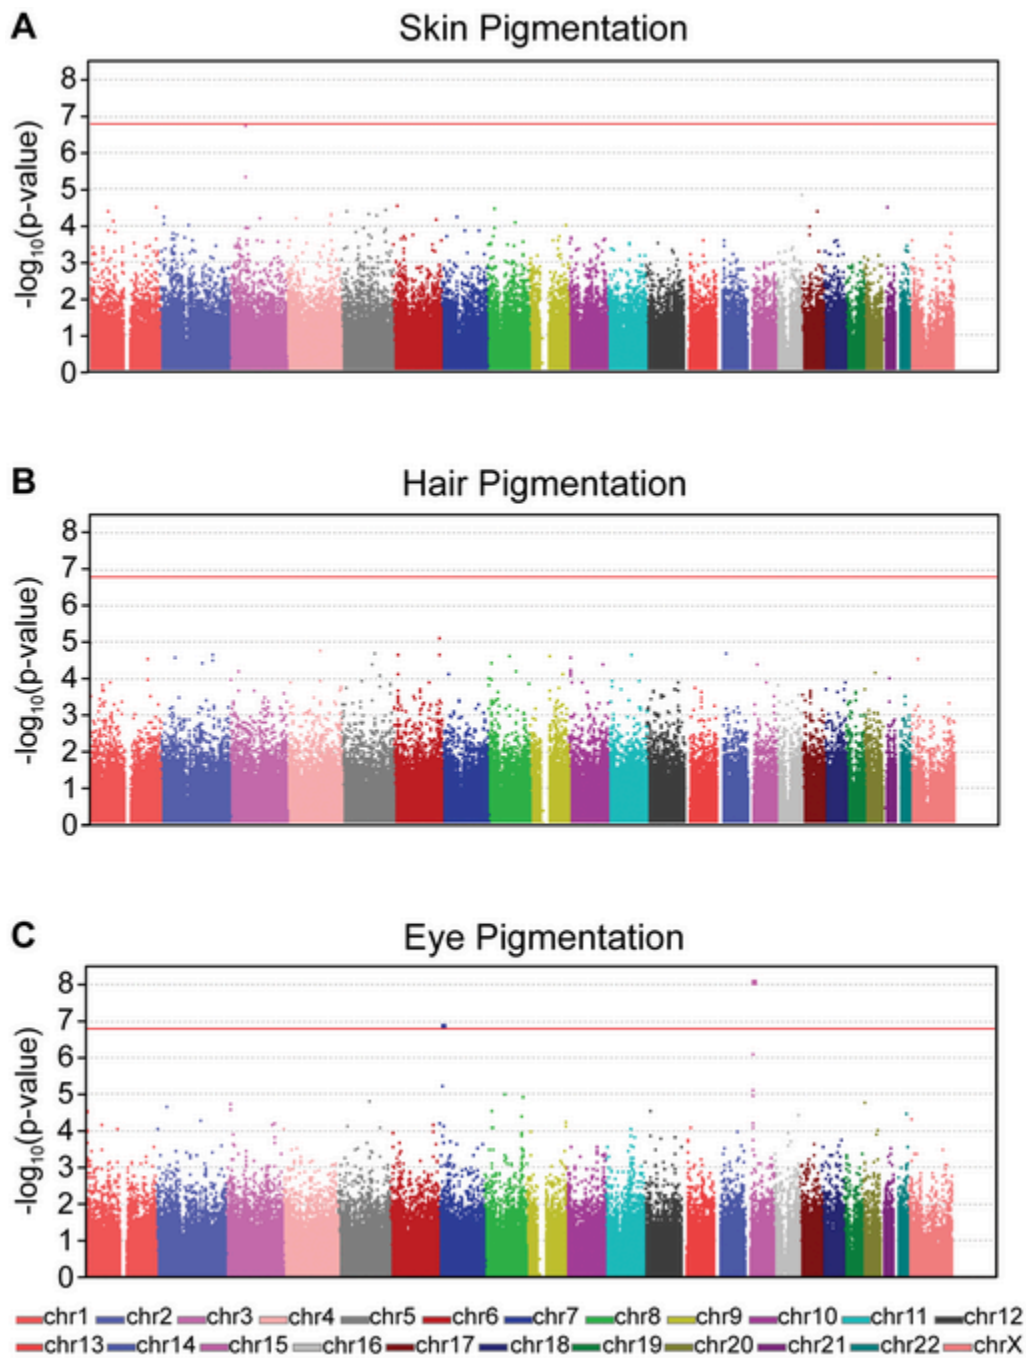 A
Skin Pigmentation
-log10(p-value)
8
7
6
5
4
3
2
1
0
B
Hair Pigmentation
-log10(p-value)
8
7
6
5
4
3
2
1
0
C
Eye Pigmentation
-log10(p-value)
8
7
6
5
4
3
2
1
0
chr1 chr2 chr3 chr4 chr5 chr6 chr7 chr8 chr9 chr10 chr11 chr12
chr13 chr14 chr15 chr16 chr17 chr18 chr19 chr20 chr21 chr22 chrX